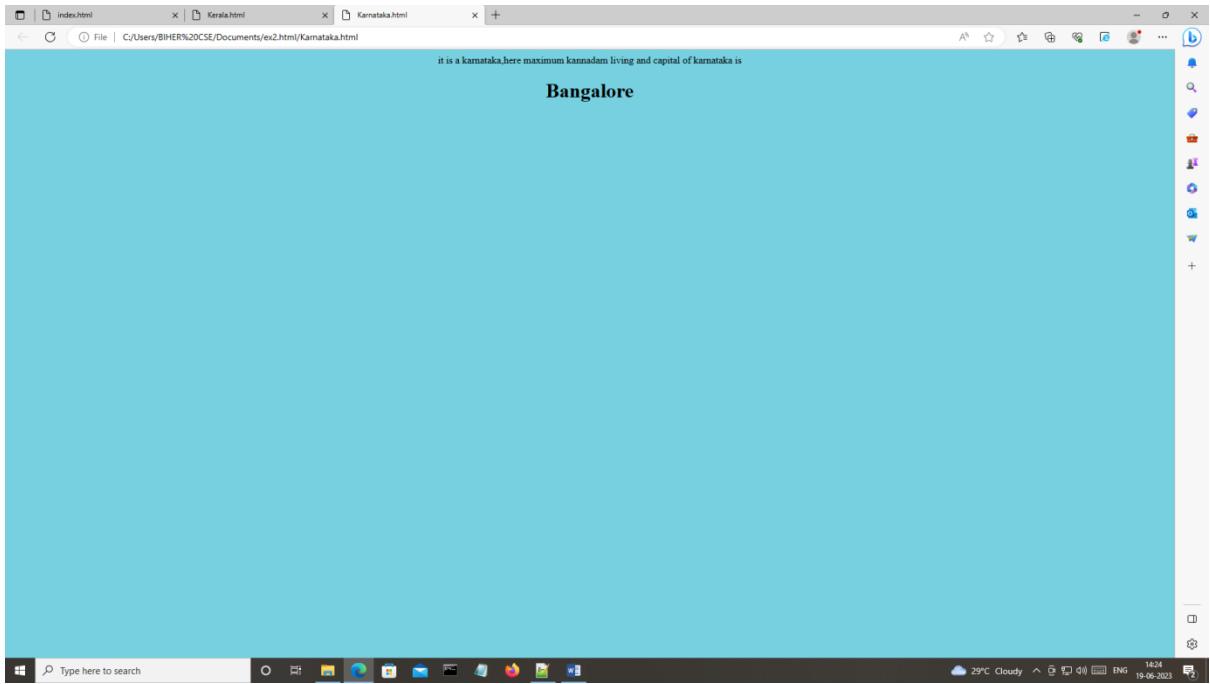 index.html
Kerala.html
Karnataka.html
File
C:/Users/BIHER%20CSE/Documents/ex2.html/Karnataka.html
it is a karnataka,here maximum kannadam living and capital of karnataka is
Bangalore
Type here to search
29°C Cloudy
ENG
14:24
19-06-2023